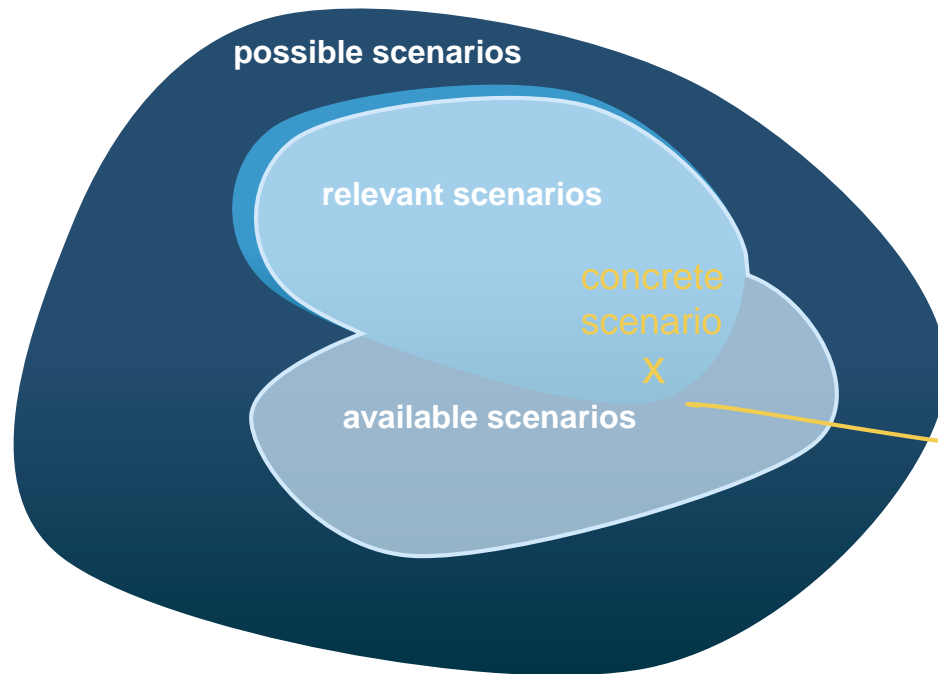 possible scenarios
relevant scenarios
concrete
scenario
x
available scenarios